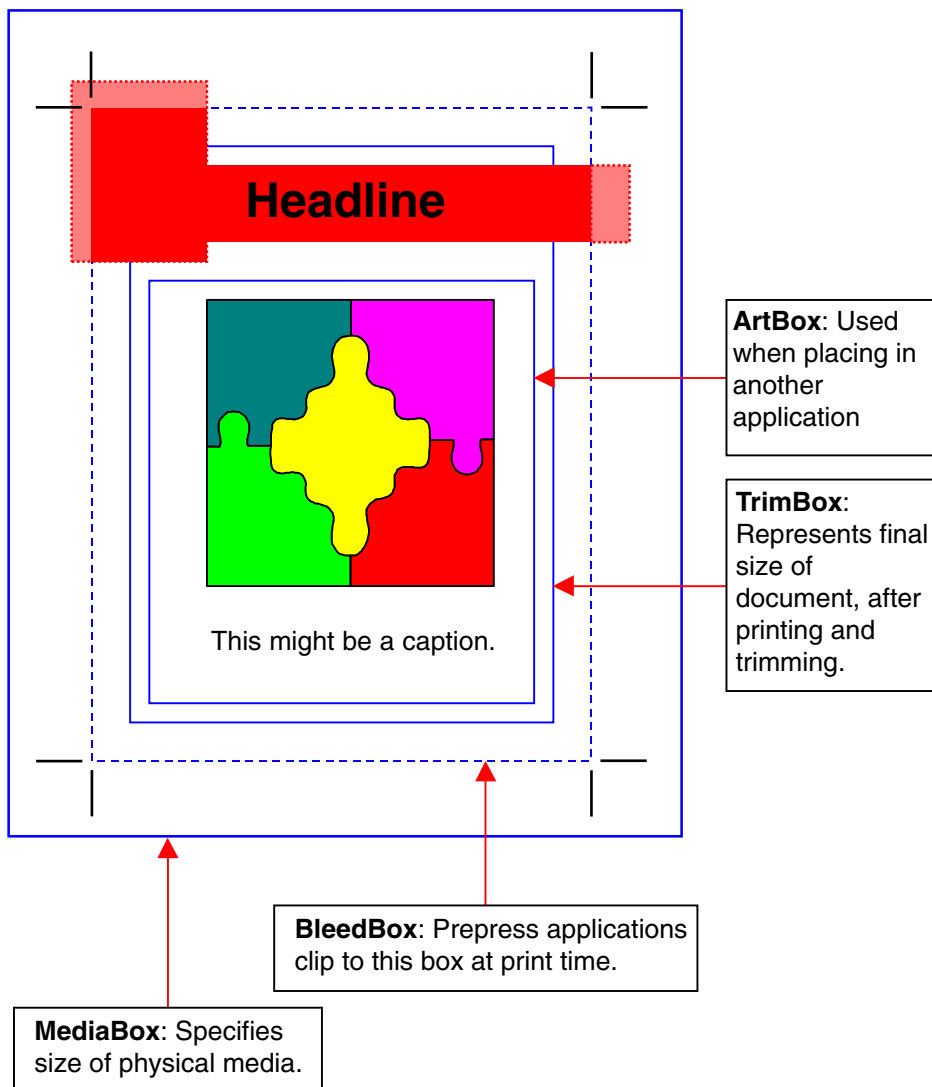 Headline
ArtBox: Used
when placing in
another
application
TrimBox:
Represents final
size of
document, after
printing and
trimming.
This might be a caption.
BleedBox: Prepress applications
clip to this box at print time.
MediaBox: Specifies
size of physical media.